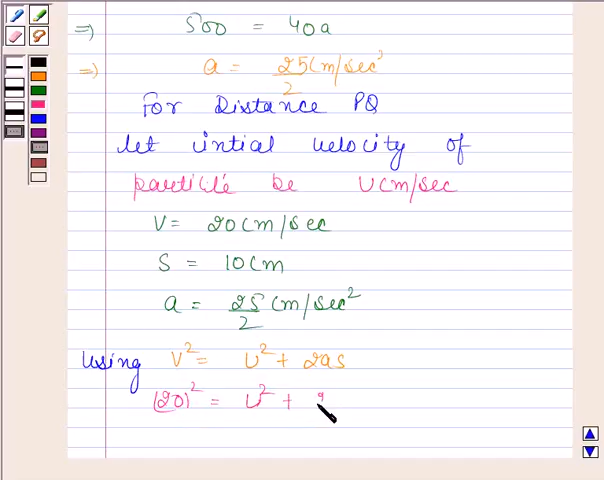 ⇒ 500 = 40a
⇒ a = 25/2 cm/sec²
For Distance PQ
let intial velocity of
particle be U cm/sec
V = 20 cm/sec
S = 10 cm
a = 25/2 cm/sec²
Using V² = U² + 2as
(20)² = U² +